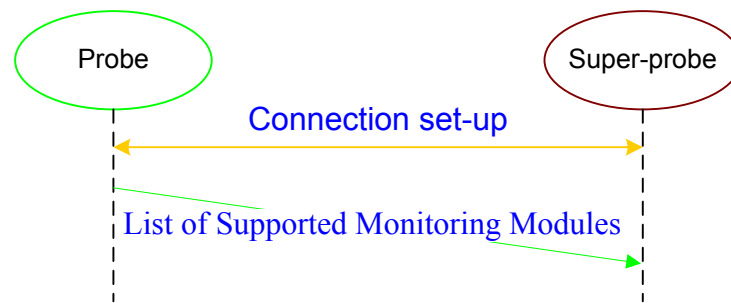 Probe
Super-probe
Connection set-up
List of Supported Monitoring Modules